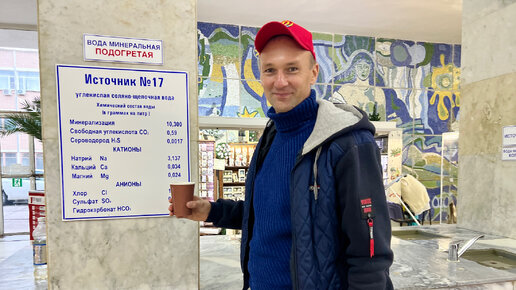 ВОДА МИНЕРАЛЬНАЯ
ПОДОГРЕТАЯ
Источник №17
углекислая соляно-щелочная вода
Химический состав воды
( в граммах на литр )
Минерализация 10,380
Свободная углекислота CO₂ 0,59
Сероводород H₂S 0,0017
КАТИОНЫ
Натрий Na 3,137
Кальций Ca 0,034
Магний Mg 0,024
АНИОНЫ
Хлор Cl
Сульфат SO₄
Гидрокарбонат HCO₃